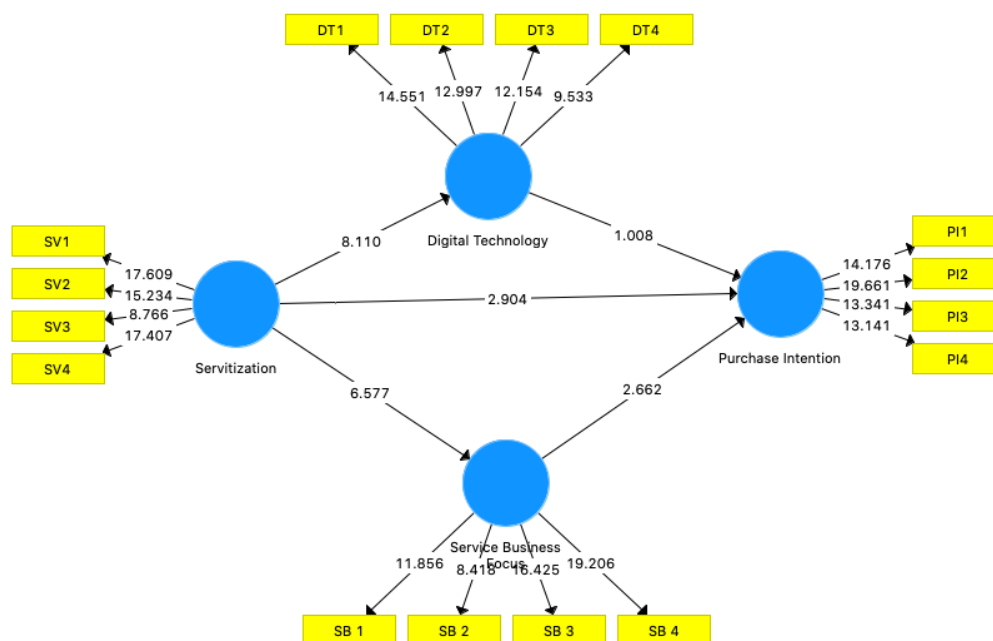 DT1
DT2
DT3
DT4
14.551
12.997
12.154
9.533
Digital Technology
8.110
1.008
SV1
SV2
SV3
SV4
17.609
15.234
8.766
17.407
Servitization
2.904
PI1
PI2
PI3
PI4
14.176
19.661
13.341
13.141
Purchase Intention
6.577
2.662
Service Business
Focus
11.856
8.418
16.425
19.206
SB 1
SB 2
SB 3
SB 4